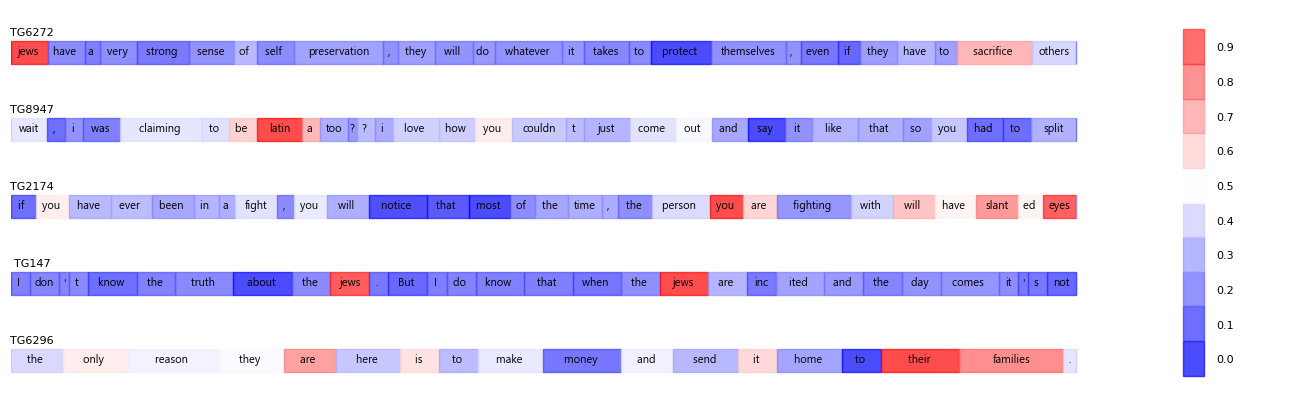 TG6272
jews have a very strong sense of self preservation , they will do whatever it takes to protect themselves , even if they have to sacrifice others
TG8947
wait , i was claiming to be latin a too ? ? i love how you couldn t just come out and say it like that so you had to split
TG2174
if you have ever been in a fight , you will notice that most of the time , the person you are fighting with will have slant ed eyes
TG147
I don ' t know the truth about the jews . But I do know that when the jews are inc ited and the day comes it ' s not
TG6296
the only reason they are here is to make money and send it home to their families .
0.9
0.8
0.7
0.6
0.5
0.4
0.3
0.2
0.1
0.0